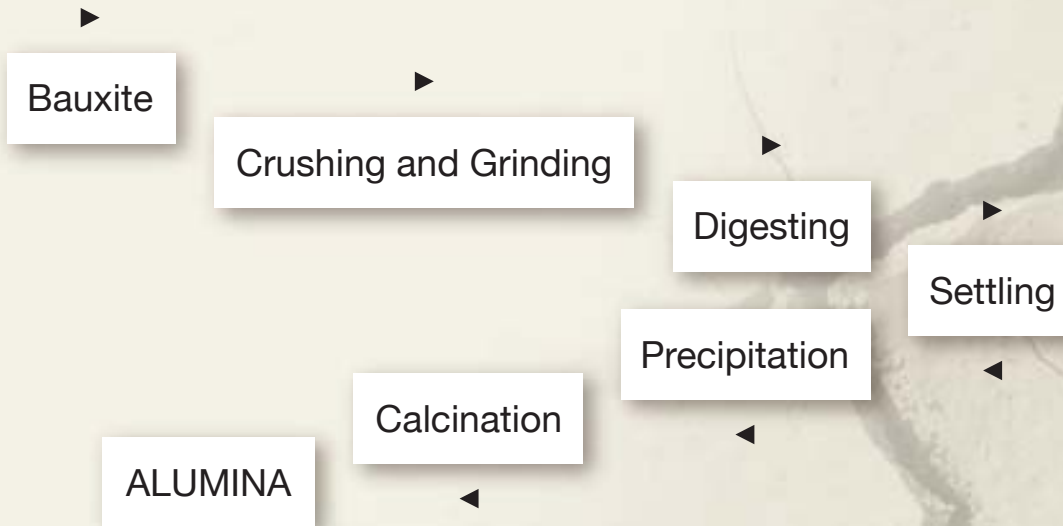 Bauxite
Crushing and Grinding
Digesting
Settling
Precipitation
Calcination
ALUMINA